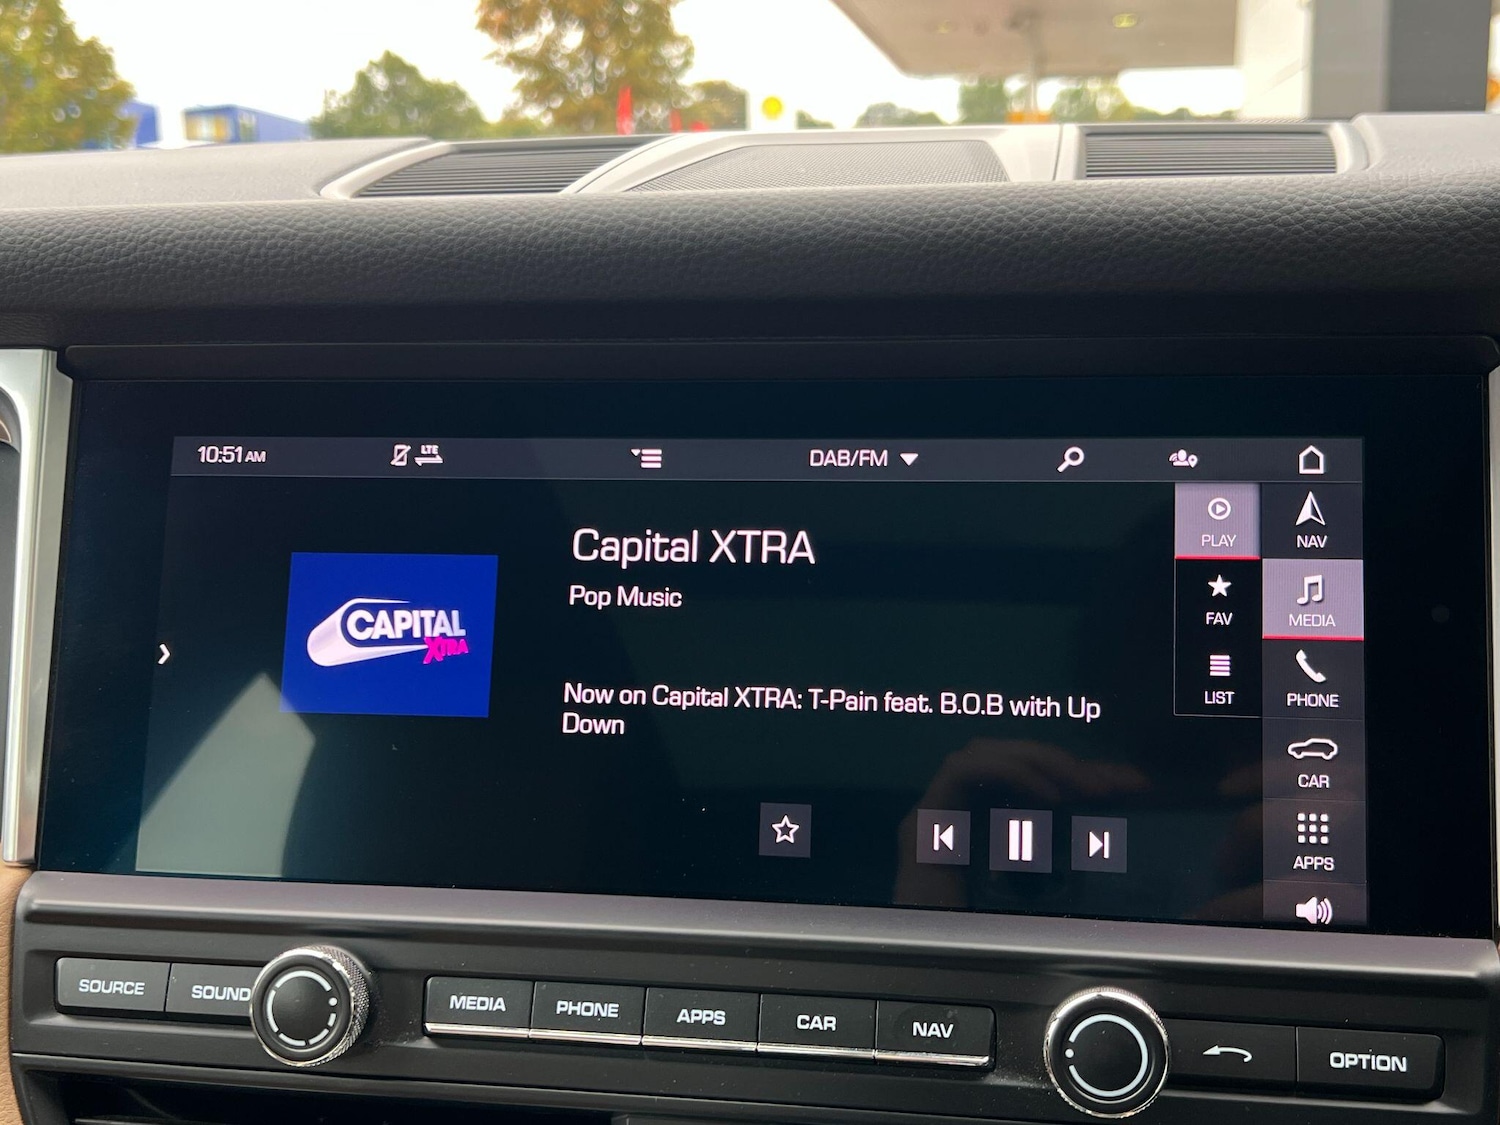 10:51 AM
LTE
DAB/FM
Capital XTRA
PLAY
NAV
Pop Music
CAPITAL
XTRA
FAV
MEDIA
Now on Capital XTRA: T-Pain feat. B.O.B with Up
Down
LIST
PHONE
CAR
APPS
SOURCE
SOUND
MEDIA
PHONE
APPS
CAR
NAV
OPTION